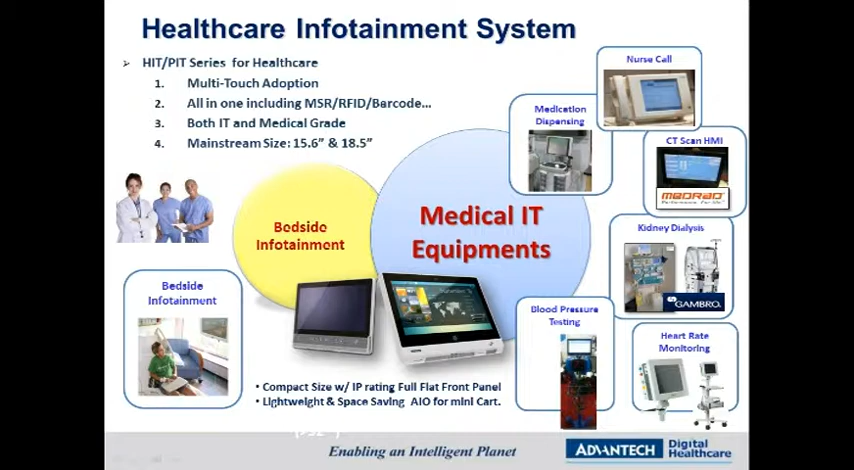 Healthcare Infotainment System
HIT/PIT Series for Healthcare
1. Multi-Touch Adoption
2. All in one including MSR/RFID/Barcode...
3. Both IT and Medical Grade
4. Mainstream Size: 15.6" & 18.5"
Nurse Call
Medication
Dispensing
CT Scan HMI
MEDRAD
Kidney Dialysis
GAMBRO
Blood Pressure
Testing
Heart Rate
Monitoring
Bedside
Infotainment
Medical IT
Equipments
Bedside
Infotainment
• Compact Size w/ IP rating Full Flat Front Panel
• Lightweight & Space Saving AIO for mini Cart.
Enabling an Intelligent Planet
ADVANTECH
Digital
Healthcare